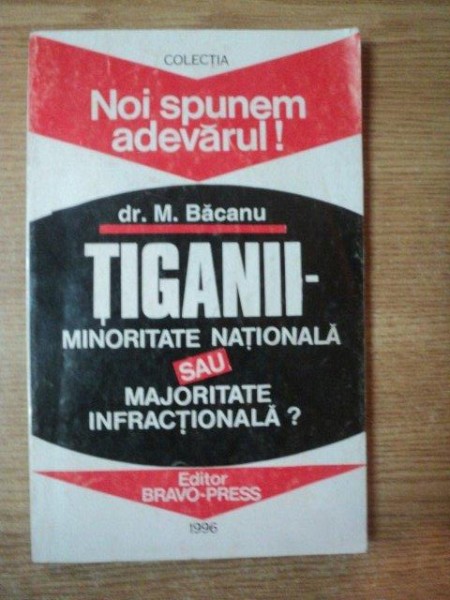 COLECȚIA
Noi spunem
adevărul!
dr. M. Băcanu
ȚIGANII-
MINORITATE NAȚIONALĂ
SAU
MAJORITATE
INFRACȚIONALĂ?
Editor
BRAVO-PRESS
1996